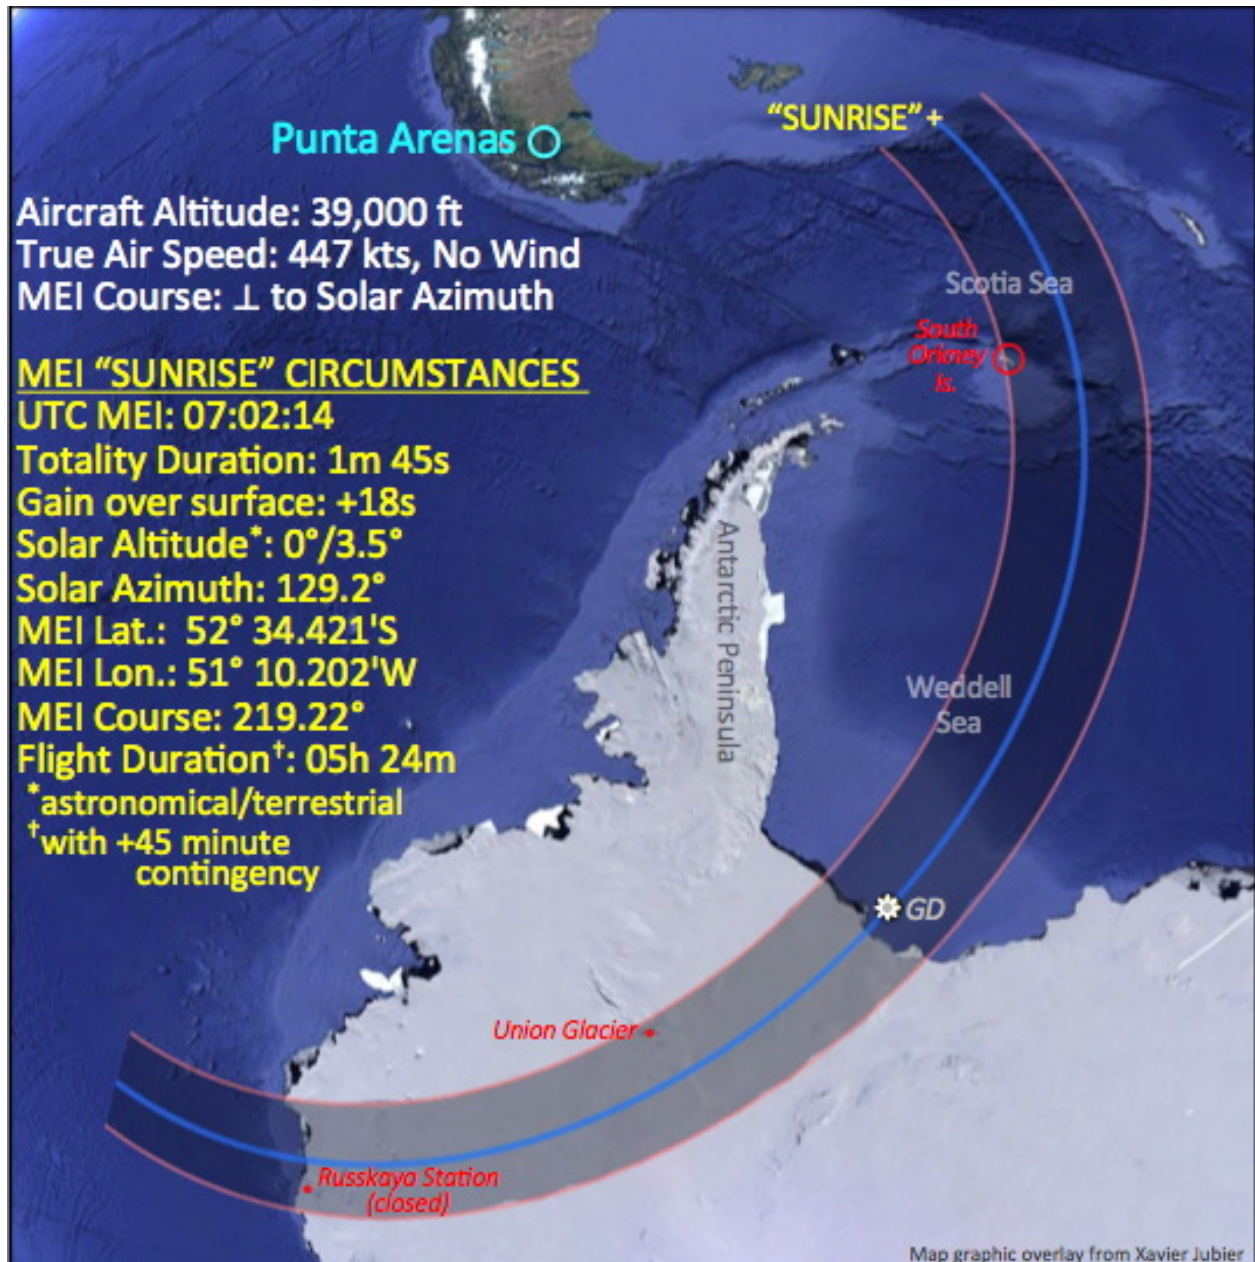 "SUNRISE" +
Punta Arenas
Aircraft Altitude: 39,000 ft
True Air Speed: 447 kts, No Wind
MEI Course: ⊥ to Solar Azimuth
MEI "SUNRISE" CIRCUMSTANCES
UTC MEI: 07:02:14
Totality Duration: 1m 45s
Gain over surface: +18s
Solar Altitude*: 0°/3.5°
Solar Azimuth: 129.2°
MEI Lat.: 52° 34.421'S
MEI Lon.: 51° 10.202'W
MEI Course: 219.22°
Flight Duration†: 05h 24m
*astronomical/terrestrial
†with +45 minute
contingency
Scotia Sea
South
Orkney
Is.
Antarctic Peninsula
Weddell
Sea
GD
Union Glacier
Russkaya Station
(closed)
Map graphic overlay from Xavier Jubier